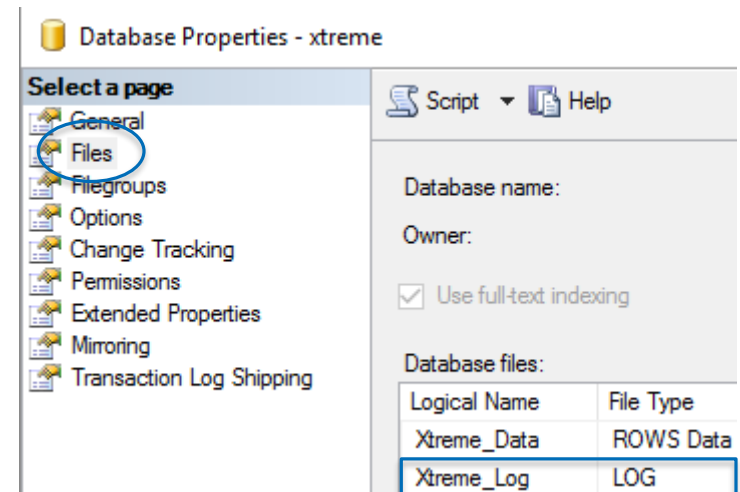 Database Properties - xtreme
Select a page
General
Files
Filegroups
Options
Change Tracking
Permissions
Extended Properties
Mirroring
Transaction Log Shipping
Script Help
Database name:
Owner:
Use full-text indexing
Database files:
Logical Name File Type
Xtreme_Data ROWS Data
Xtreme_Log LOG